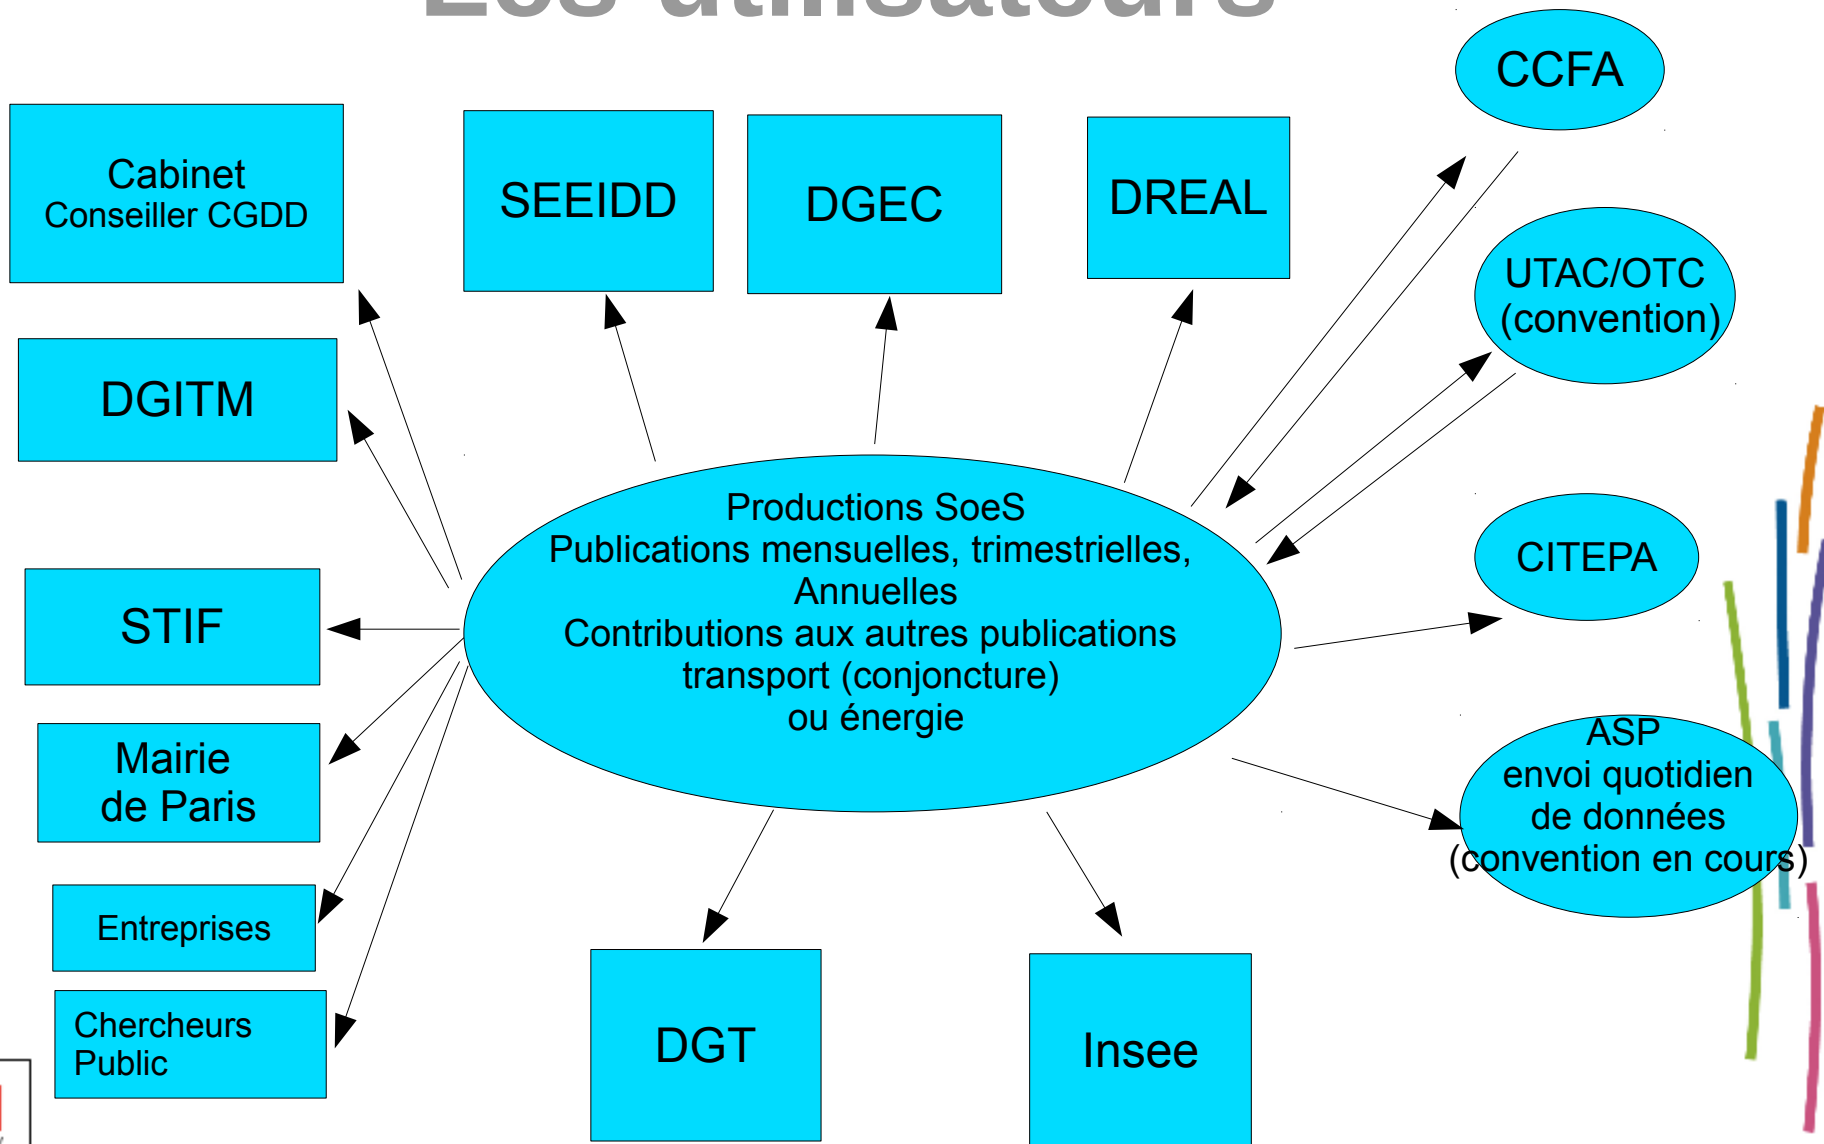 Les utilisateurs
CCFA
Cabinet
Conseiller CGDD
SEEIDD
DGEC
DREAL
UTAC/OTC
(convention)
DGITM
Productions SoeS
Publications mensuelles, trimestrielles,
Annuelles
Contributions aux autres publications
transport (conjoncture)
ou énergie
CITEPA
STIF
Mairie
de Paris
ASP
envoi quotidien
de données
(convention en cours)
Entreprises
Chercheurs
Public
DGT
Insee